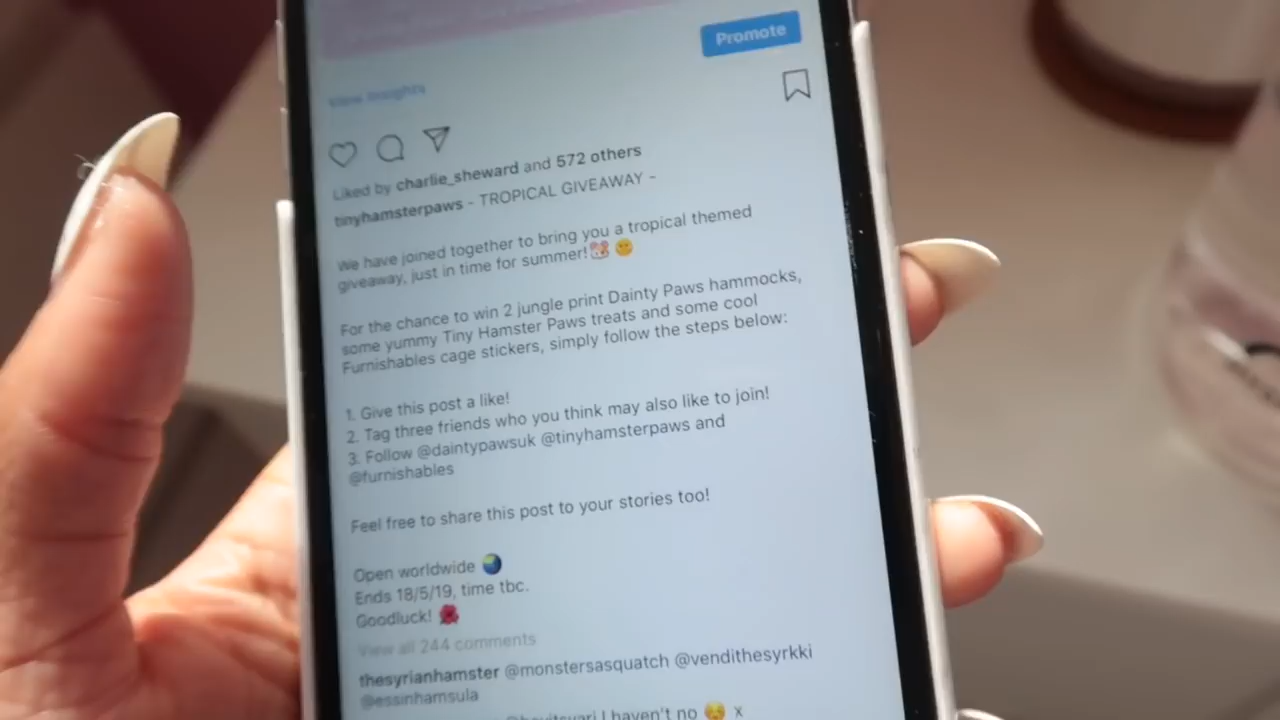 Promote
View Insights
Liked by charlie_sheward and 572 others
tinyhamsterpaws - TROPICAL GIVEAWAY -
We have joined together to bring you a tropical themed
giveaway, just in time for summer!🐹🌞
For the chance to win 2 jungle print Dainty Paws hammocks,
some yummy Tiny Hamster Paws treats and some cool
Furnishables cage stickers, simply follow the steps below:
1. Give this post a like!
2. Tag three friends who you think may also like to join!
3. Follow @daintypawsuk @tinyhamsterpaws and
@furnishables
Feel free to share this post to your stories too!
Open worldwide 🌍
Ends 18/5/19, time tbc.
Goodluck! 🌺
View all 244 comments
thesyrianhamster @monstersasquatch @vendithesyrkki
@essinhamsula
I haven't no 😩 x